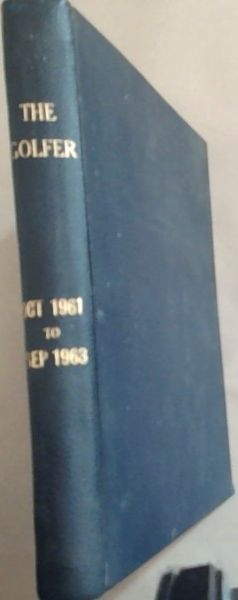 THE
GOLFER
OCT 1961
TO
SEP 1963